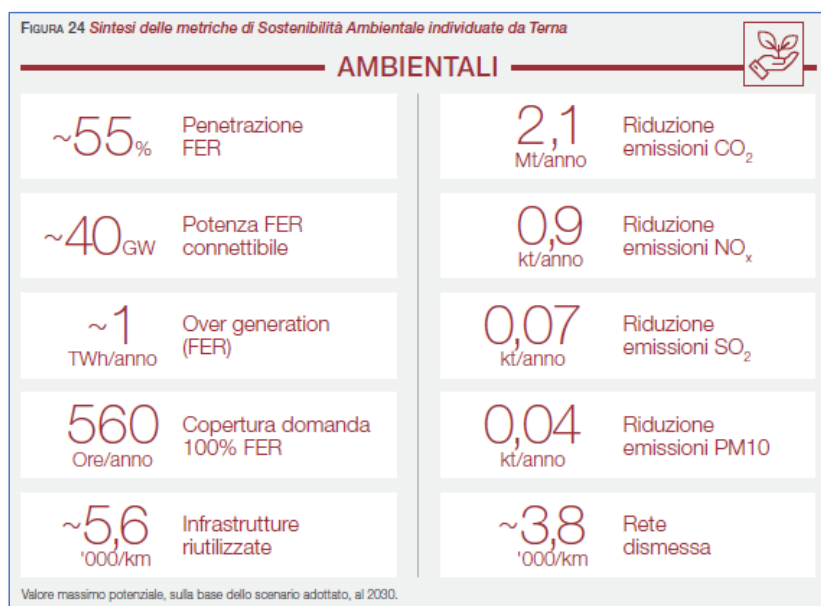 FIGURA 24 Sintesi delle metriche di Sostenibilità Ambientale individuate da Terna
AMBIENTALI
~55%
Penetrazione
FER
~40GW
Potenza FER
connettibile
~1
TWh/anno
Over generation
(FER)
560
Ore/anno
Copertura domanda
100% FER
~5,6
'000/km
Infrastrutture
riutilizzate
2,1
Mt/anno
Riduzione
emissioni CO₂
0,9
kt/anno
Riduzione
emissioni NOₓ
0,07
kt/anno
Riduzione
emissioni SO₂
0,04
kt/anno
Riduzione
emissioni PM10
~3,8
'000/km
Rete
dismessa
Valore massimo potenziale, sulla base dello scenario adottato, al 2030.